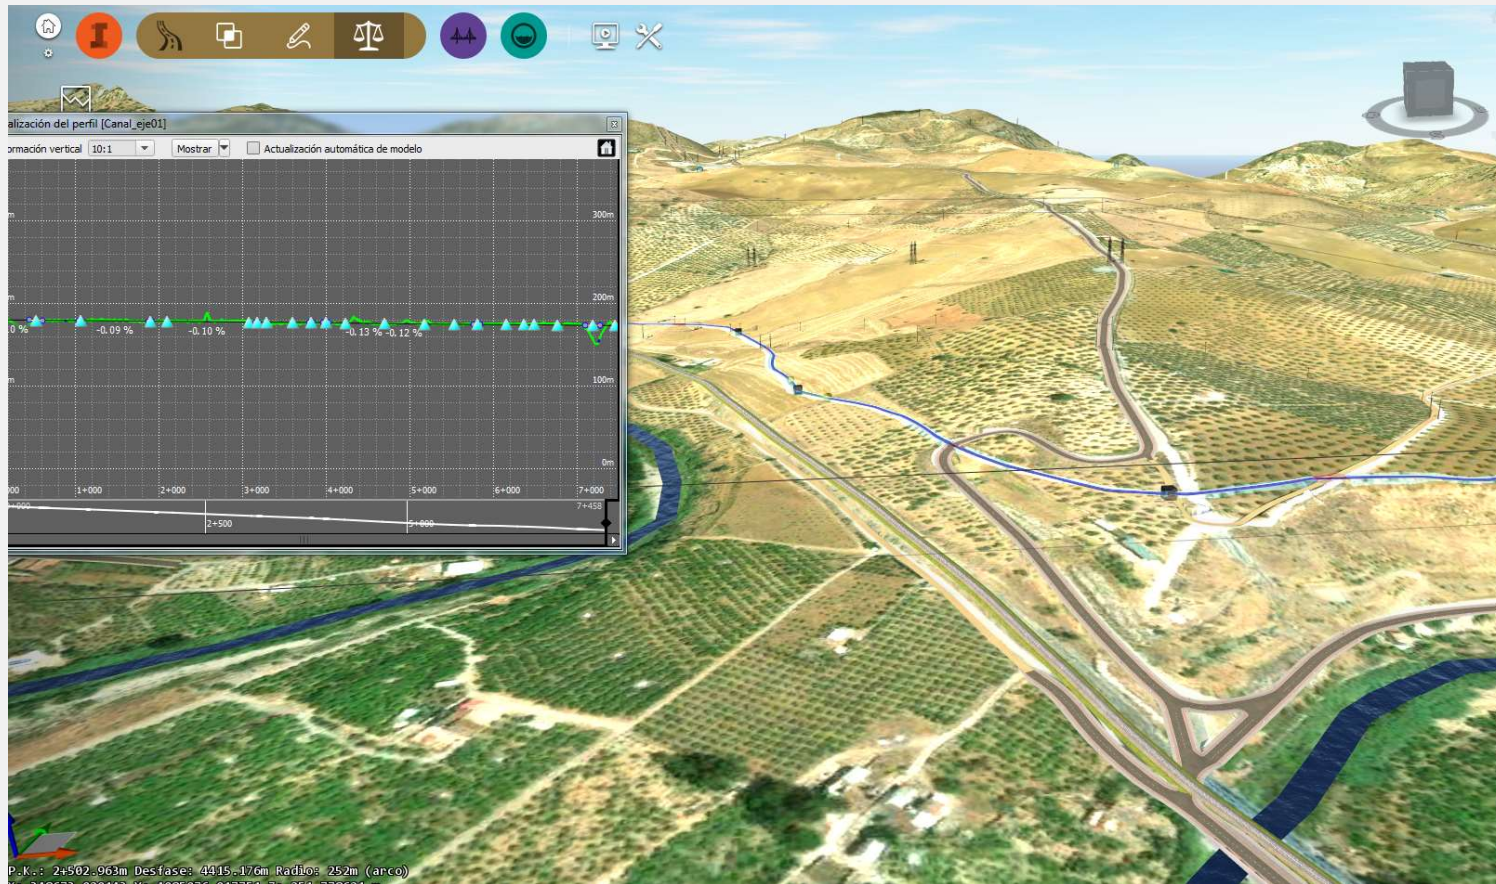 alización del perfil [Canal_eje01]
ormación vertical 10:1 Mostrar Actualización automática de modelo
m 300m
m 200m
.0 % -0.09 % -0.10 % -0.13 % -0.12 %
m 100m
0m
000 1+000 2+000 3+000 4+000 5+000 6+000 7+000
7+458
2+500
P.K.: 2+502.963m Desfase: 4415.176m Radio: 252m (arco)